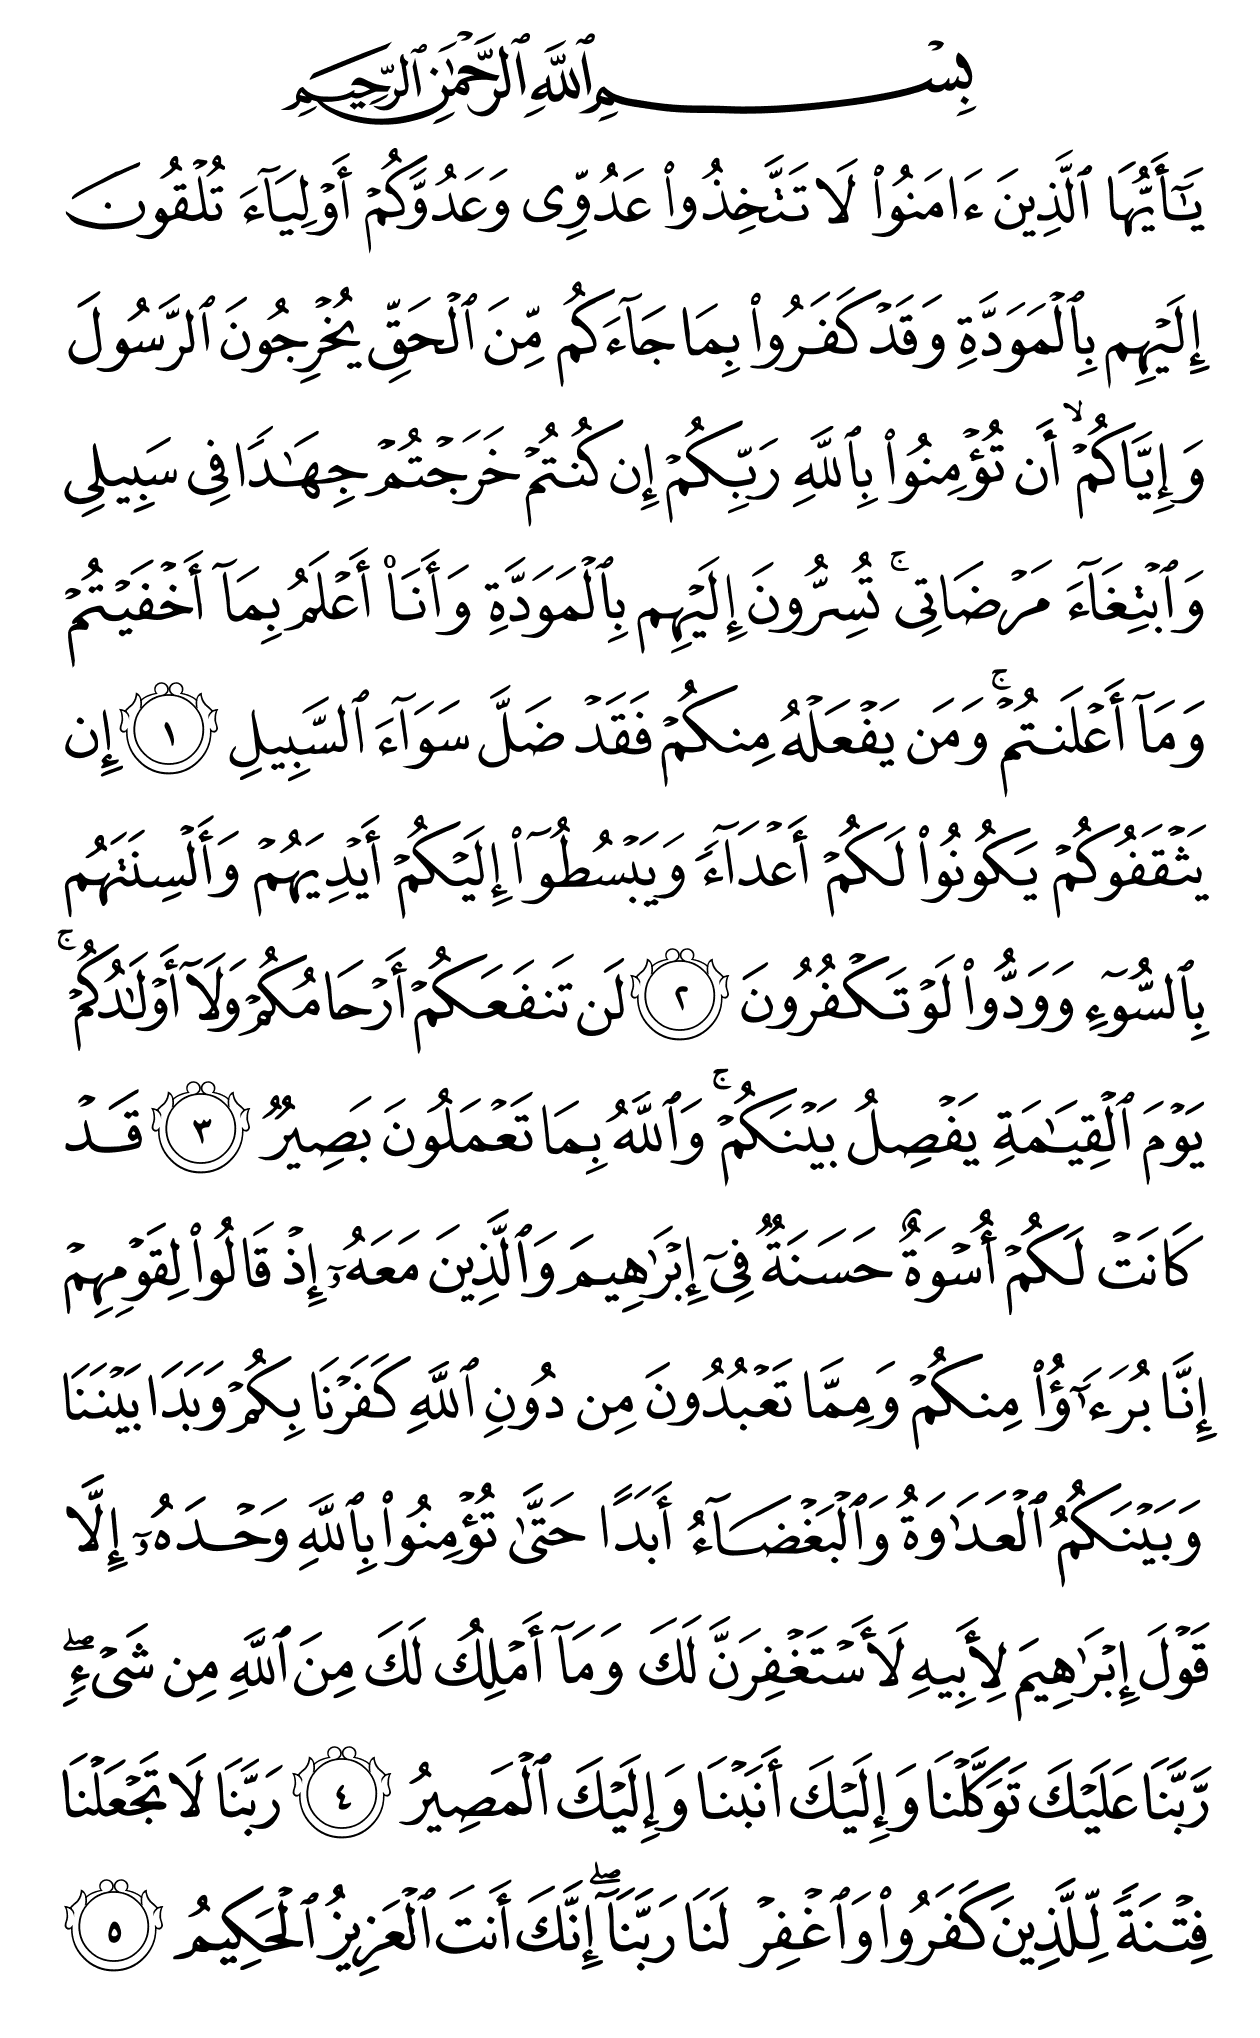 بِسْمِ ٱللَّهِ ٱلرَّحْمَٰنِ ٱلرَّحِيمِ
يَٰٓأَيُّهَا ٱلَّذِينَ ءَامَنُوا۟ لَا تَتَّخِذُوا۟ عَدُوِّى وَعَدُوَّكُمْ أَوْلِيَآءَ تُلْقُونَ
إِلَيْهِم بِٱلْمَوَدَّةِ وَقَدْ كَفَرُوا۟ بِمَا جَآءَكُم مِّنَ ٱلْحَقِّ يُخْرِجُونَ ٱلرَّسُولَ
وَإِيَّاكُمْ ۙ أَن تُؤْمِنُوا۟ بِٱللَّهِ رَبِّكُمْ إِن كُنتُمْ خَرَجْتُمْ جِهَٰدًا فِى سَبِيلِى
وَٱبْتِغَآءَ مَرْضَاتِى ۚ تُسِرُّونَ إِلَيْهِم بِٱلْمَوَدَّةِ وَأَنَا۠ أَعْلَمُ بِمَآ أَخْفَيْتُمْ
وَمَآ أَعْلَنتُمْ ۚ وَمَن يَفْعَلْهُ مِنكُمْ فَقَدْ ضَلَّ سَوَآءَ ٱلسَّبِيلِ ١ إِن
يَثْقَفُوكُمْ يَكُونُوا۟ لَكُمْ أَعْدَآءً وَيَبْسُطُوٓا۟ إِلَيْكُمْ أَيْدِيَهُمْ وَأَلْسِنَتَهُم
بِٱلسُّوٓءِ وَوَدُّوا۟ لَوْ تَكْفُرُونَ ٢ لَن تَنفَعَكُمْ أَرْحَامُكُمْ وَلَآ أَوْلَٰدُكُمْ ۚ
يَوْمَ ٱلْقِيَٰمَةِ يَفْصِلُ بَيْنَكُمْ ۚ وَٱللَّهُ بِمَا تَعْمَلُونَ بَصِيرٌ ٣ قَدْ
كَانَتْ لَكُمْ أُسْوَةٌ حَسَنَةٌ فِىٓ إِبْرَٰهِيمَ وَٱلَّذِينَ مَعَهُۥٓ إِذْ قَالُوا۟ لِقَوْمِهِمْ
إِنَّا بُرَءَٰٓؤُا۟ مِنكُمْ وَمِمَّا تَعْبُدُونَ مِن دُونِ ٱللَّهِ كَفَرْنَا بِكُمْ وَبَدَا بَيْنَنَا
وَبَيْنَكُمُ ٱلْعَدَٰوَةُ وَٱلْبَغْضَآءُ أَبَدًا حَتَّىٰ تُؤْمِنُوا۟ بِٱللَّهِ وَحْدَهُۥٓ إِلَّا
قَوْلَ إِبْرَٰهِيمَ لِأَبِيهِ لَأَسْتَغْفِرَنَّ لَكَ وَمَآ أَمْلِكُ لَكَ مِنَ ٱللَّهِ مِن شَىْءٍ ۖ
رَّبَّنَا عَلَيْكَ تَوَكَّلْنَا وَإِلَيْكَ أَنَبْنَا وَإِلَيْكَ ٱلْمَصِيرُ ٤ رَبَّنَا لَا تَجْعَلْنَا
فِتْنَةً لِّلَّذِينَ كَفَرُوا۟ وَٱغْفِرْ لَنَا رَبَّنَآ ۖ إِنَّكَ أَنتَ ٱلْعَزِيزُ ٱلْحَكِيمُ ٥